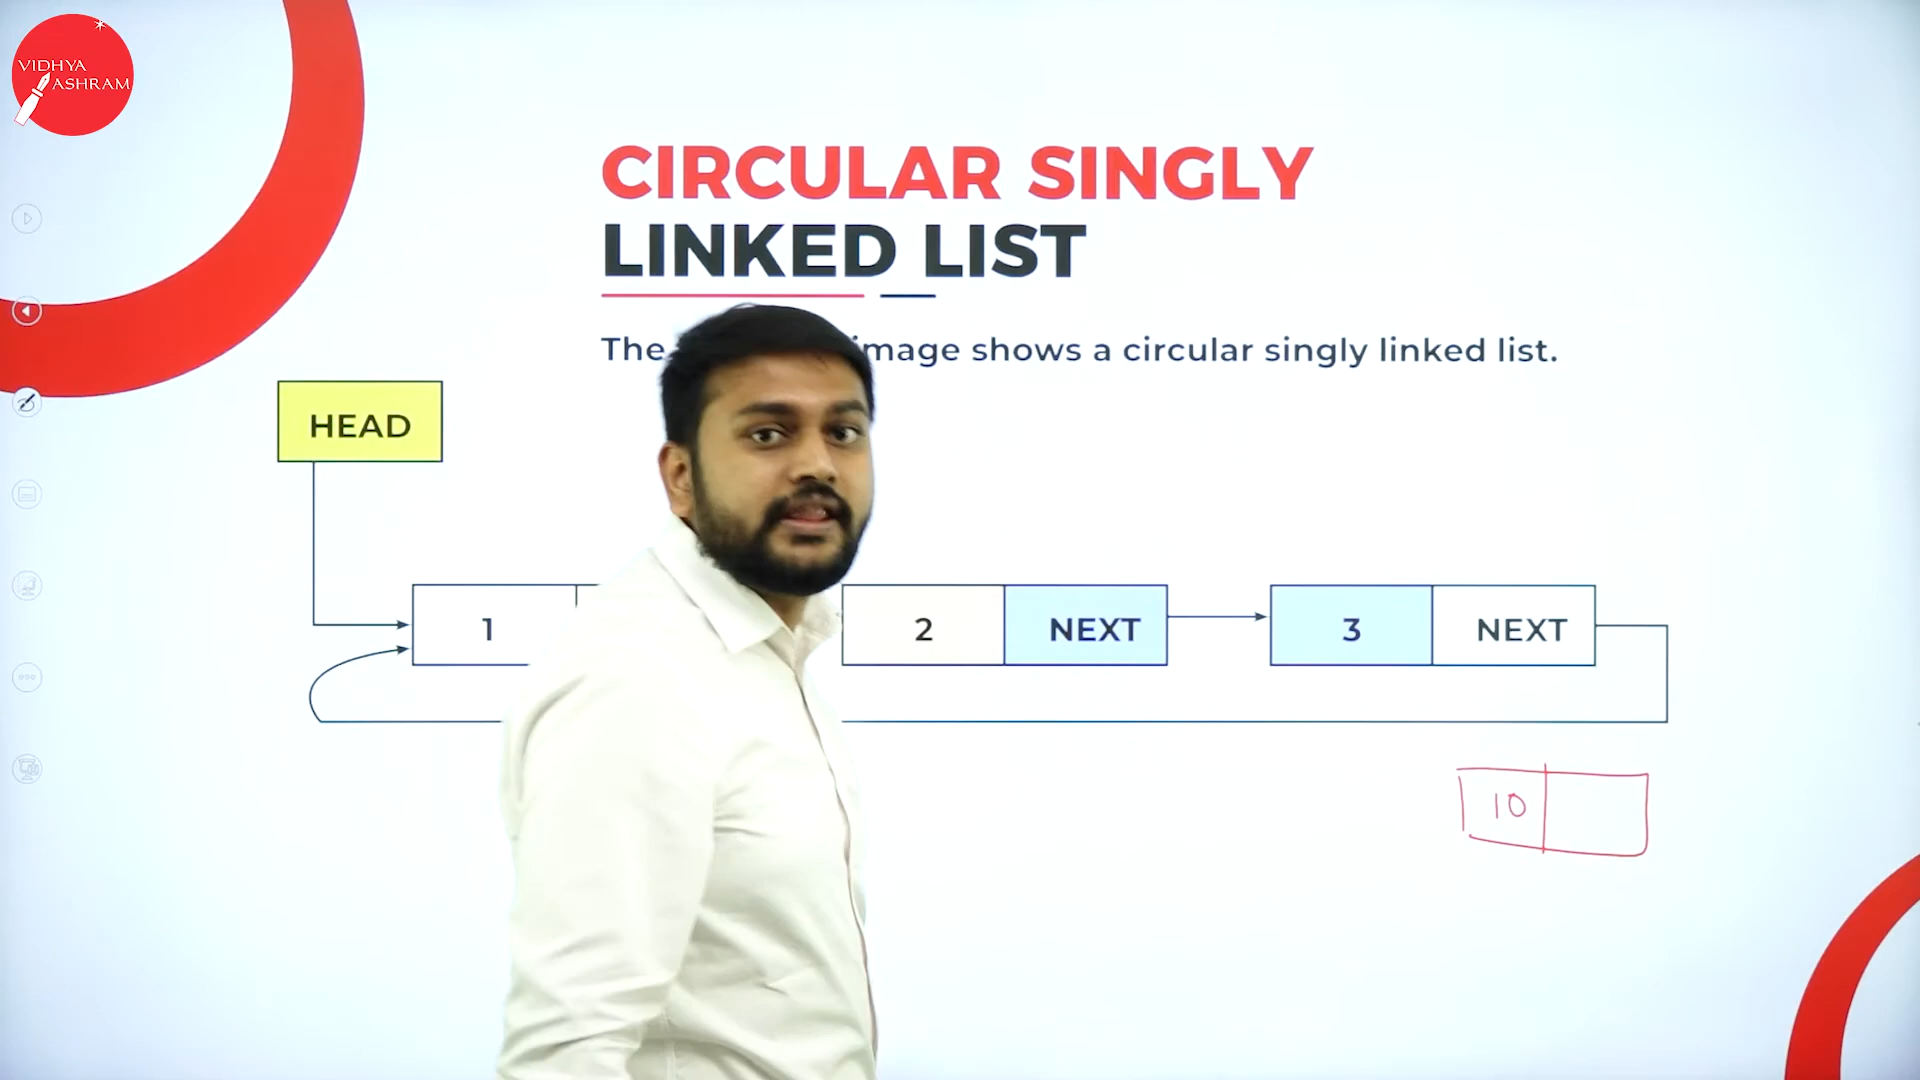 VIDHYA
ASHRAM
CIRCULAR SINGLY
LINKED LIST
The image shows a circular singly linked list.
HEAD
1
2 NEXT
3 NEXT
10